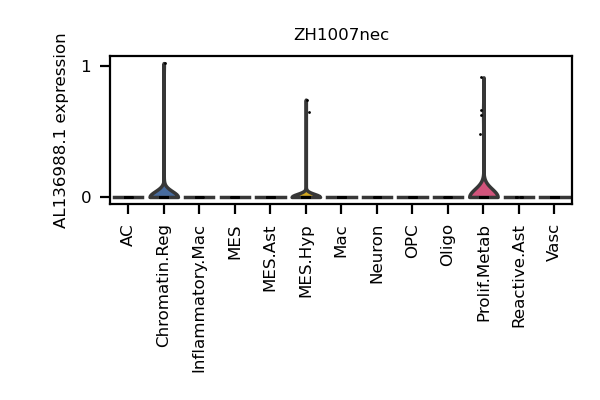 ZH1007nec
AL136988.1 expression
1
0
AC
Chromatin.Reg
Inflammatory.Mac
MES
MES.Ast
MES.Hyp
Mac
Neuron
OPC
Oligo
Prolif.Metab
Reactive.Ast
Vasc